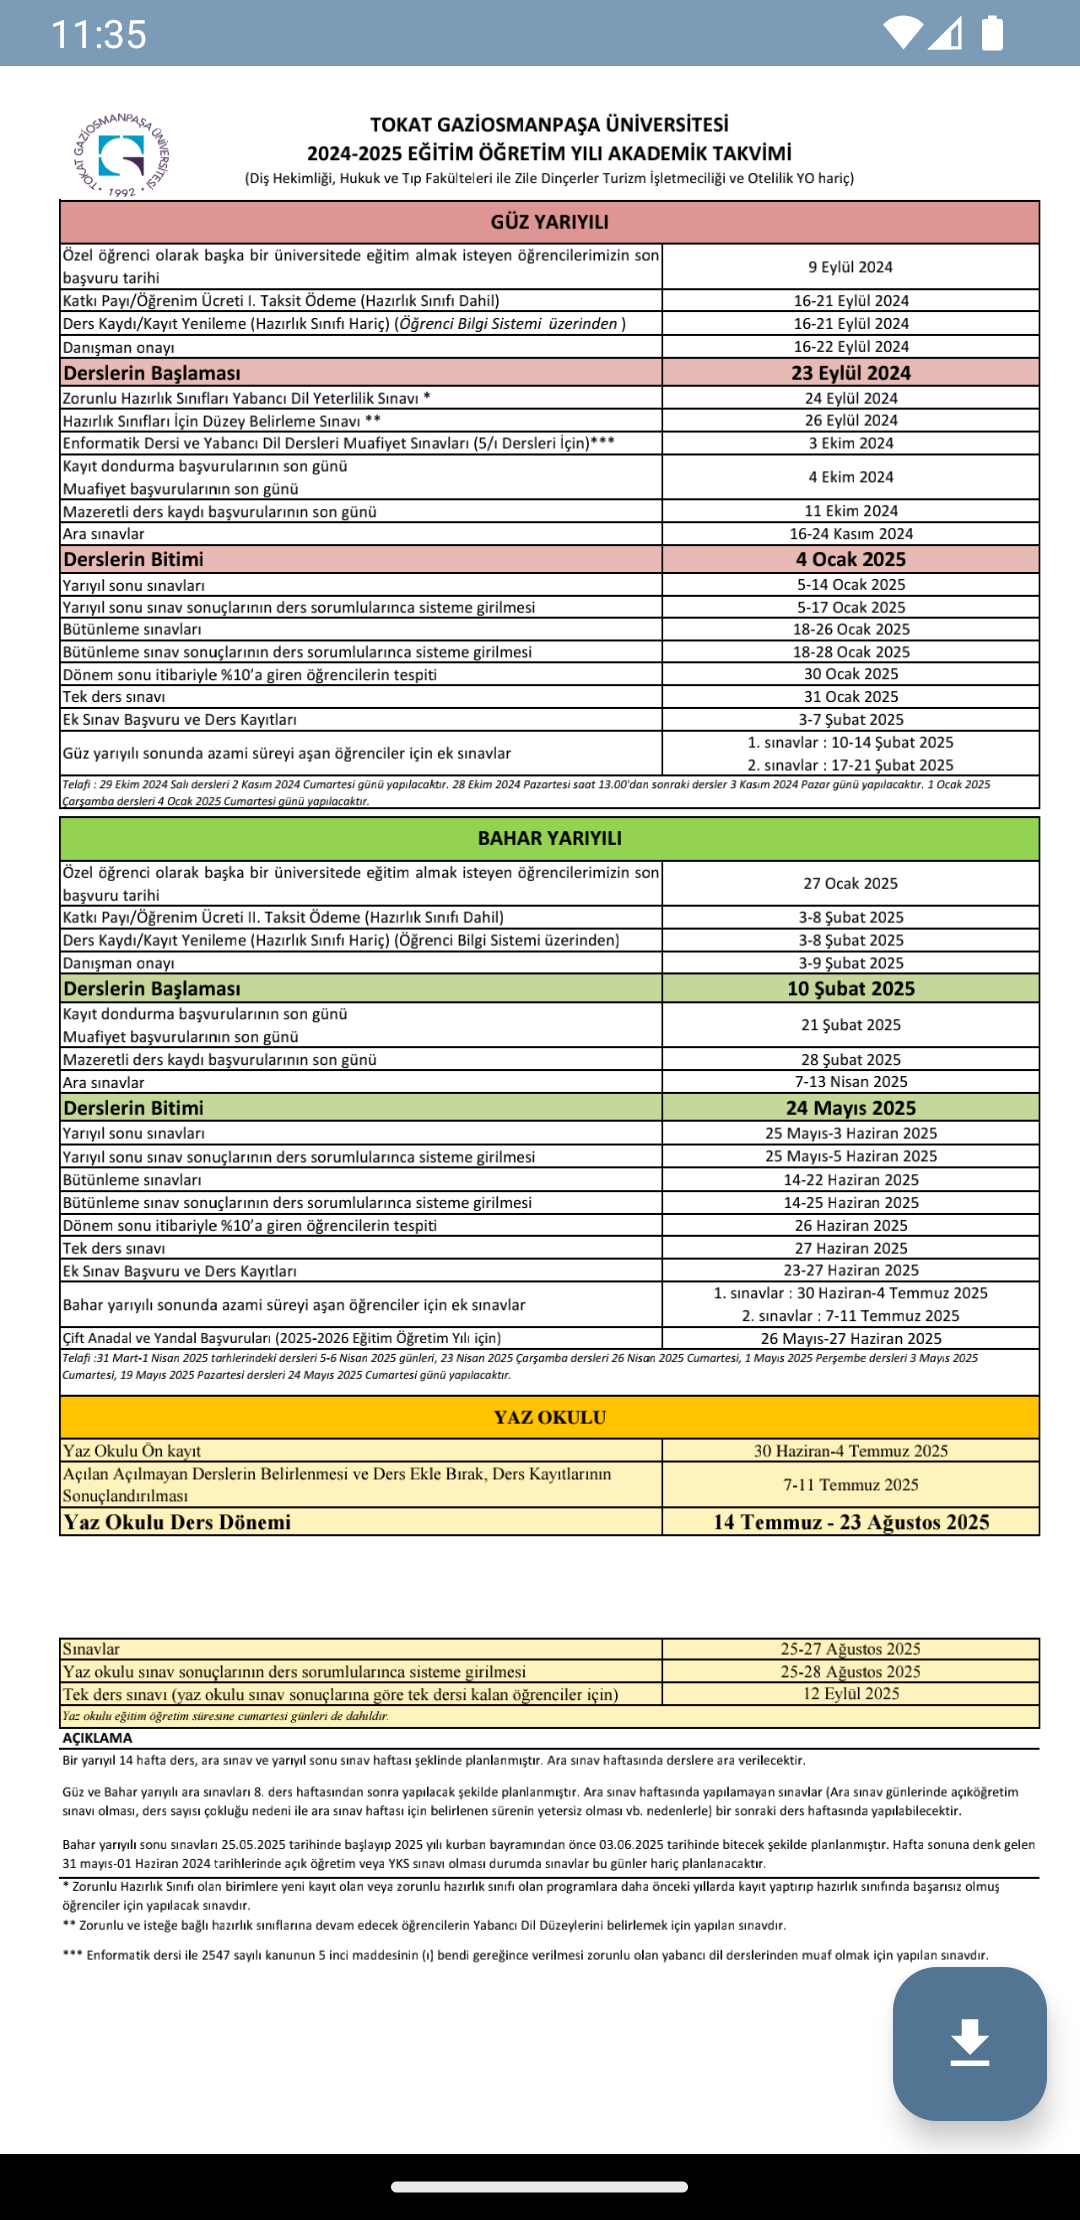 11:35
TOKAT GAZİOSMANPAŞA ÜNİVERSİTESİ
1992
TOKAT GAZİOSMANPAŞA ÜNİVERSİTESİ
2024-2025 EĞİTİM ÖĞRETİM YILI AKADEMİK TAKVİMİ
(Diş Hekimliği, Hukuk ve Tıp Fakülteleri ile Zile Dinçerler Turizm İşletmeciliği ve Otelilik YO hariç)
GÜZ YARIYILI
Özel öğrenci olarak başka bir üniversitede eğitim almak isteyen öğrencilerimizin son
başvuru tarihi
9 Eylül 2024
Katkı Payı/Öğrenim Ücreti I. Taksit Ödeme (Hazırlık Sınıfı Dahil) 16-21 Eylül 2024
Ders Kaydı/Kayıt Yenileme (Hazırlık Sınıfı Hariç) (Öğrenci Bilgi Sistemi üzerinden ) 16-21 Eylül 2024
Danışman onayı 16-22 Eylül 2024
Derslerin Başlaması 23 Eylül 2024
Zorunlu Hazırlık Sınıfları Yabancı Dil Yeterlilik Sınavı * 24 Eylül 2024
Hazırlık Sınıfları İçin Düzey Belirleme Sınavı ** 26 Eylül 2024
Enformatik Dersi ve Yabancı Dil Dersleri Muafiyet Sınavları (5/ı Dersleri İçin)*** 3 Ekim 2024
Kayıt dondurma başvurularının son günü
Muafiyet başvurularının son günü
4 Ekim 2024
Mazeretli ders kaydı başvurularının son günü 11 Ekim 2024
Ara sınavlar 16-24 Kasım 2024
Derslerin Bitimi 4 Ocak 2025
Yarıyıl sonu sınavları 5-14 Ocak 2025
Yarıyıl sonu sınav sonuçlarının ders sorumlularınca sisteme girilmesi 5-17 Ocak 2025
Bütünleme sınavları 18-26 Ocak 2025
Bütünleme sınav sonuçlarının ders sorumlularınca sisteme girilmesi 18-28 Ocak 2025
Dönem sonu itibariyle %10'a giren öğrencilerin tespiti 30 Ocak 2025
Tek ders sınavı 31 Ocak 2025
Ek Sınav Başvuru ve Ders Kayıtları 3-7 Şubat 2025
Güz yarıyılı sonunda azami süreyi aşan öğrenciler için ek sınavlar
1. sınavlar : 10-14 Şubat 2025
2. sınavlar : 17-21 Şubat 2025
Telafi : 29 Ekim 2024 Salı dersleri 2 Kasım 2024 Cumartesi günü yapılacaktır. 28 Ekim 2024 Pazartesi saat 13.00'dan sonraki dersler 3 Kasım 2024 Pazar günü yapılacaktır. 1 Ocak 2025
Çarşamba dersleri 4 Ocak 2025 Cumartesi günü yapılacaktır.
BAHAR YARIYILI
Özel öğrenci olarak başka bir üniversitede eğitim almak isteyen öğrencilerimizin son
başvuru tarihi
27 Ocak 2025
Katkı Payı/Öğrenim Ücreti II. Taksit Ödeme (Hazırlık Sınıfı Dahil) 3-8 Şubat 2025
Ders Kaydı/Kayıt Yenileme (Hazırlık Sınıfı Hariç) (Öğrenci Bilgi Sistemi üzerinden) 3-8 Şubat 2025
Danışman onayı 3-9 Şubat 2025
Derslerin Başlaması 10 Şubat 2025
Kayıt dondurma başvurularının son günü
Muafiyet başvurularının son günü
21 Şubat 2025
Mazeretli ders kaydı başvurularının son günü 28 Şubat 2025
Ara sınavlar 7-13 Nisan 2025
Derslerin Bitimi 24 Mayıs 2025
Yarıyıl sonu sınavları 25 Mayıs-3 Haziran 2025
Yarıyıl sonu sınav sonuçlarının ders sorumlularınca sisteme girilmesi 25 Mayıs-5 Haziran 2025
Bütünleme sınavları 14-22 Haziran 2025
Bütünleme sınav sonuçlarının ders sorumlularınca sisteme girilmesi 14-25 Haziran 2025
Dönem sonu itibariyle %10'a giren öğrencilerin tespiti 26 Haziran 2025
Tek ders sınavı 27 Haziran 2025
Ek Sınav Başvuru ve Ders Kayıtları 23-27 Haziran 2025
Bahar yarıyılı sonunda azami süreyi aşan öğrenciler için ek sınavlar
1. sınavlar : 30 Haziran-4 Temmuz 2025
2. sınavlar : 7-11 Temmuz 2025
Çift Anadal ve Yandal Başvuruları (2025-2026 Eğitim Öğretim Yılı için) 26 Mayıs-27 Haziran 2025
Telafi :31 Mart-1 Nisan 2025 tarhlerindeki dersleri 5-6 Nisan 2025 günleri, 23 Nisan 2025 Çarşamba dersleri 26 Nisan 2025 Cumartesi, 1 Mayıs 2025 Perşembe dersleri 3 Mayıs 2025
Cumartesi, 19 Mayıs 2025 Pazartesi dersleri 24 Mayıs 2025 Cumartesi günü yapılacaktır.
YAZ OKULU
Yaz Okulu Ön kayıt 30 Haziran-4 Temmuz 2025
Açılan Açılmayan Derslerin Belirlenmesi ve Ders Ekle Bırak, Ders Kayıtlarının
Sonuçlandırılması
7-11 Temmuz 2025
Yaz Okulu Ders Dönemi 14 Temmuz - 23 Ağustos 2025
Sınavlar 25-27 Ağustos 2025
Yaz okulu sınav sonuçlarının ders sorumlularınca sisteme girilmesi 25-28 Ağustos 2025
Tek ders sınavı (yaz okulu sınav sonuçlarına göre tek dersi kalan öğrenciler için) 12 Eylül 2025
Yaz okulu eğitim öğretim süresine cumartesi günleri de dahildır.
AÇIKLAMA
Bir yarıyıl 14 hafta ders, ara sınav ve yarıyıl sonu sınav haftası şeklinde planlanmıştır. Ara sınav haftasında derslere ara verilecektir.
Güz ve Bahar yarıyılı ara sınavları 8. ders haftasından sonra yapılacak şekilde planlanmıştır. Ara sınav haftasında yapılamayan sınavlar (Ara sınav günlerinde açıköğretim
sınavı olması, ders sayısı çokluğu nedeni ile ara sınav haftası için belirlenen sürenin yetersiz olması vb. nedenlerle) bir sonraki ders haftasında yapılabilecektir.
Bahar yarıyılı sonu sınavları 25.05.2025 tarihinde başlayıp 2025 yılı kurban bayramından önce 03.06.2025 tarihinde bitecek şekilde planlanmıştır. Hafta sonuna denk gelen
31 mayıs-01 Haziran 2024 tarihlerinde açık öğretim veya YKS sınavı olması durumda sınavlar bu günler hariç planlanacaktır.
* Zorunlu Hazırlık Sınıfı olan birimlere yeni kayıt olan veya zorunlu hazırlık sınıfı olan programlara daha önceki yıllarda kayıt yaptırıp hazırlık sınıfında başarısız olmuş
öğrenciler için yapılacak sınavdır.
** Zorunlu ve isteğe bağlı hazırlık sınıflarına devam edecek öğrencilerin Yabancı Dil Düzeylerini belirlemek için yapılan sınavdır.
*** Enformatik dersi ile 2547 sayılı kanunun 5 inci maddesinin (ı) bendi gereğince verilmesi zorunlu olan yabancı dil derslerinden muaf olmak için yapılan sınavdır.